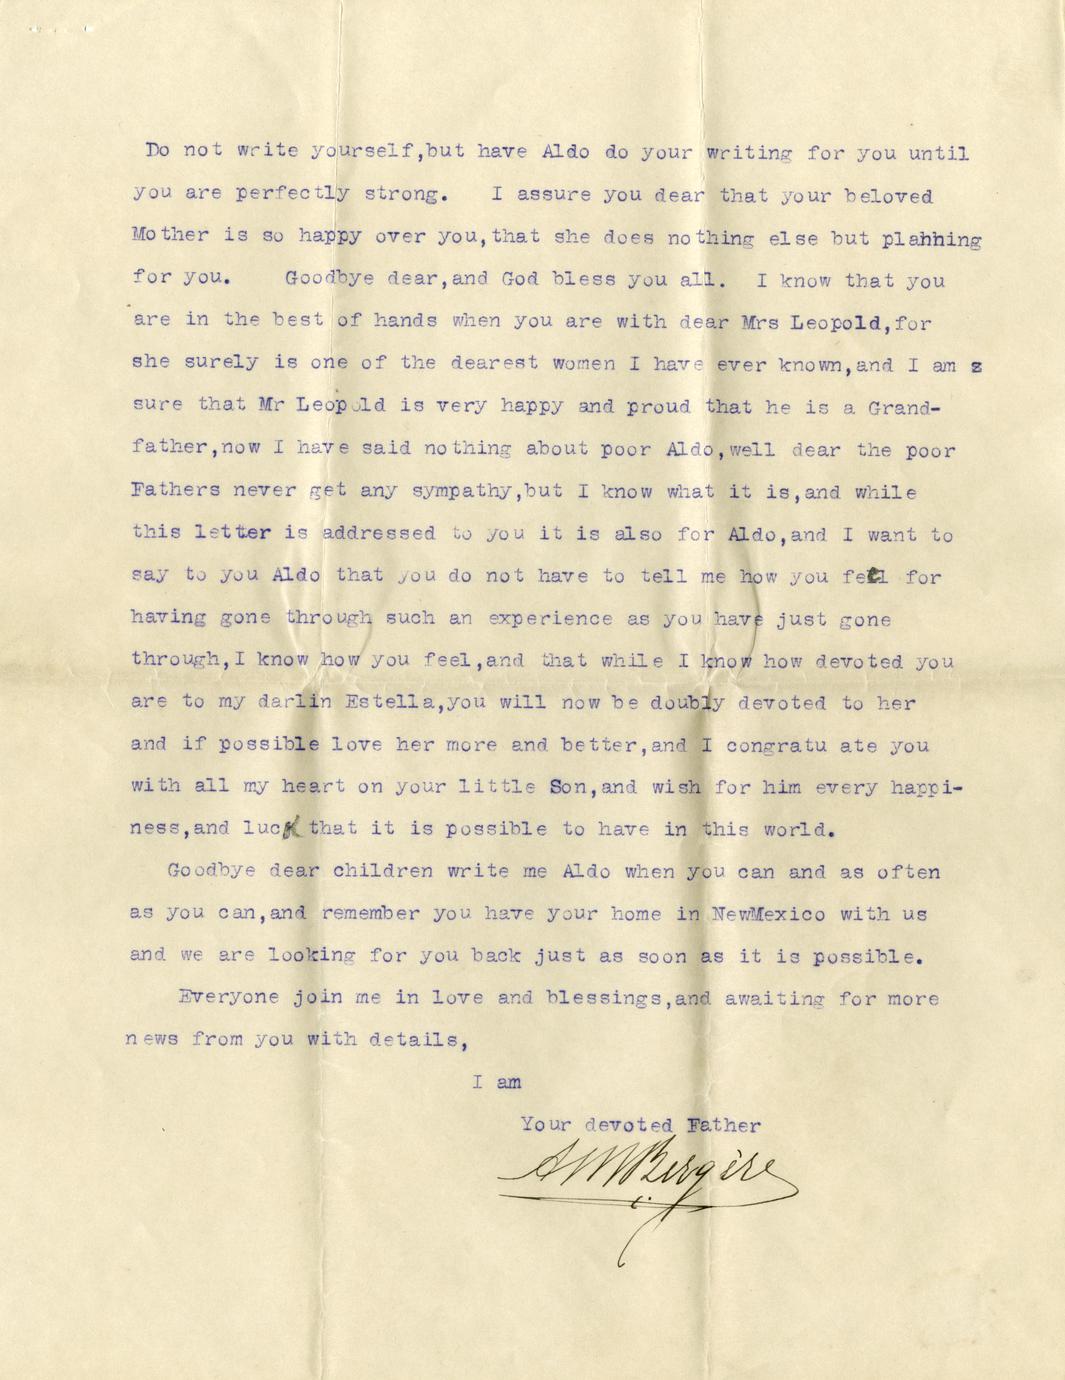 Do not write yourself,but have Aldo do your writing for you until
you are perfectly strong. I assure you dear that your beloved
Mother is so happy over you,that she does nothing else but plahhing
for you. Goodbye dear,and God bless you all. I know that you
are in the best of hands when you are with dear Mrs Leopold,for
she surely is one of the dearest women I have ever known,and I am z
sure that Mr Leopold is very happy and proud that he is a Grand-
father,now I have said nothing about poor Aldo,well dear the poor
Fathers never get any sympathy,but I know what it is,and while
this letter is addressed to you it is also for Aldo,and I want to
say to you Aldo that you do not have to tell me how you feel for
having gone through such an experience as you have just gone
through,I know how you feel,and that while I know how devoted you
are to my darlin Estella,you will now be doubly devoted to her
and if possible love her more and better,and I congratu ate you
with all my heart on your little Son,and wish for him every happi-
ness,and luck that it is possible to have in this world.
Goodbye dear children write me Aldo when you can and as often
as you can,and remember you have your home in NewMexico with us
and we are looking for you back just as soon as it is possible.
Everyone join me in love and blessings,and awaiting for more
news from you with details,
I am
Your devoted Father
AMBergère